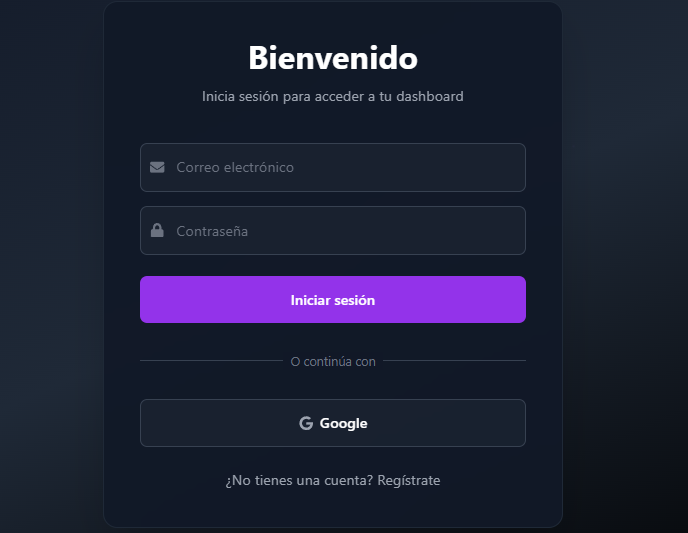 Bienvenido
Inicia sesión para acceder a tu dashboard
Correo electrónico
Contraseña
Iniciar sesión
O continúa con
Google
¿No tienes una cuenta? Regístrate